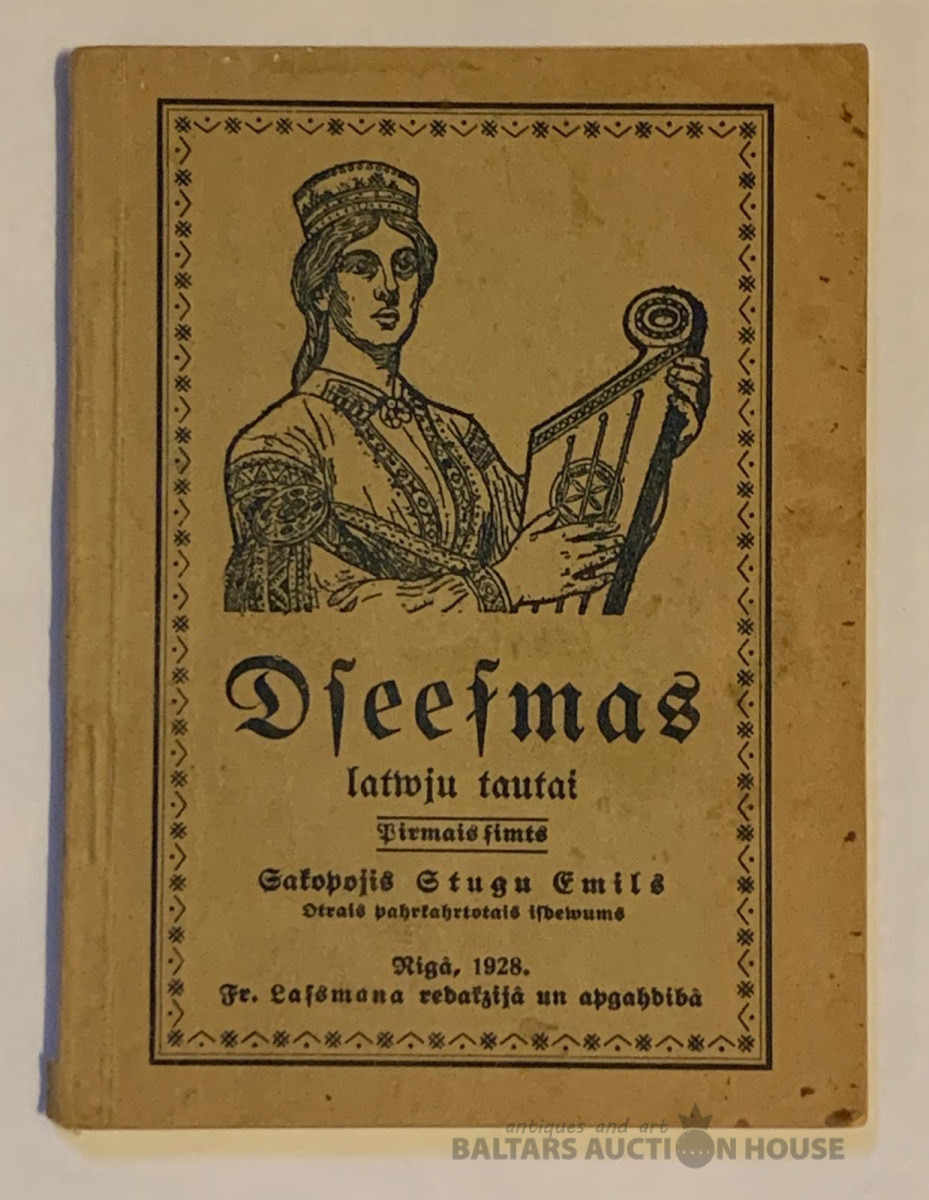 Dſeeſmas
latwju tautai
Pirmais ſimts
Sakopojis Stugu Emils
Otrais pahrkahrtotais iſdewums
Rigâ, 1928.
Fr. Laſsmana redakzijâ un apgahdibâ
antiques and art
BALTARS AUCTION HOUSE